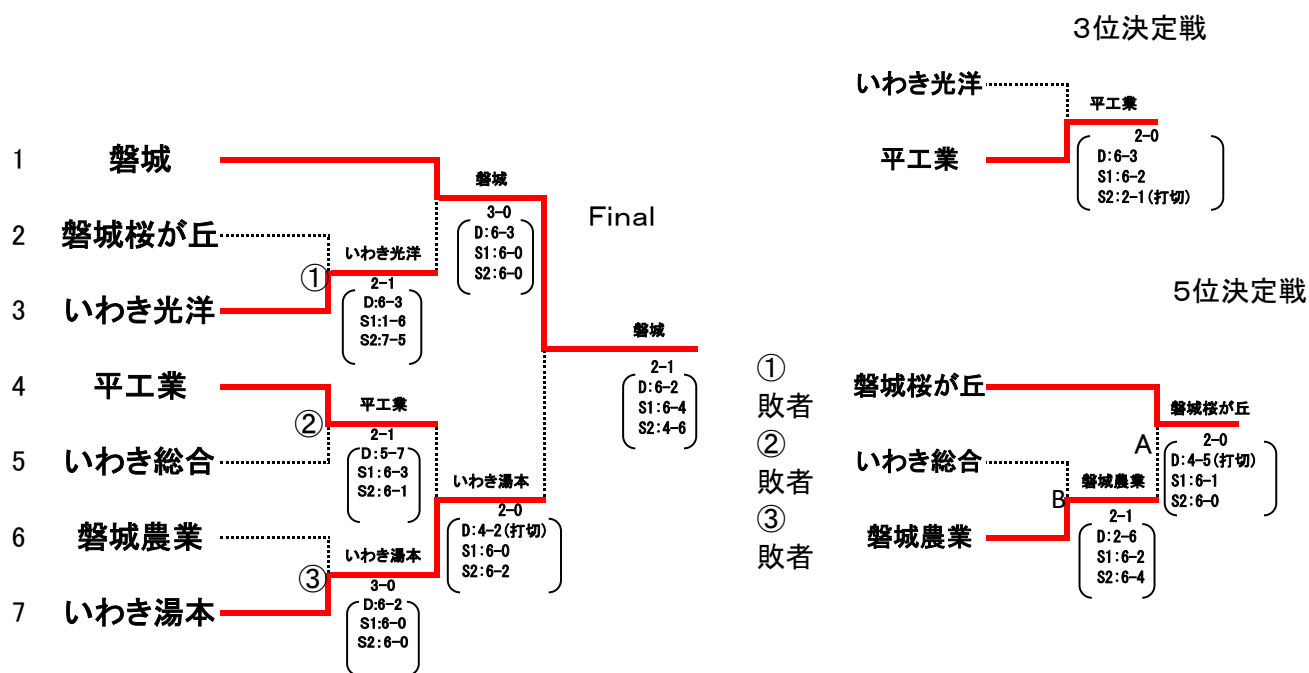 3位決定戦
いわき光洋
平工業
平工業
2-0
D:6-3
S1:6-2
S2:2-1(打切)
1 磐城
磐城
3-0
D:6-3
S1:6-0
S2:6-0
Final
2 磐城桜が丘
いわき光洋
①
2-1
D:6-3
S1:1-6
S2:7-5
3 いわき光洋
磐城
2-1
D:6-2
S1:6-4
S2:4-6
4 平工業
平工業
②
2-1
D:5-7
S1:6-3
S2:6-1
5 いわき総合
いわき湯本
2-0
D:4-2(打切)
S1:6-0
S2:6-2
6 磐城農業
いわき湯本
③
3-0
D:6-2
S1:6-0
S2:6-0
7 いわき湯本
5位決定戦
①
敗者
磐城桜が丘
磐城桜が丘
A
2-0
D:4-5(打切)
S1:6-1
S2:6-0
②
敗者
いわき総合
磐城農業
B
2-1
D:2-6
S1:6-2
S2:6-4
③
敗者
磐城農業